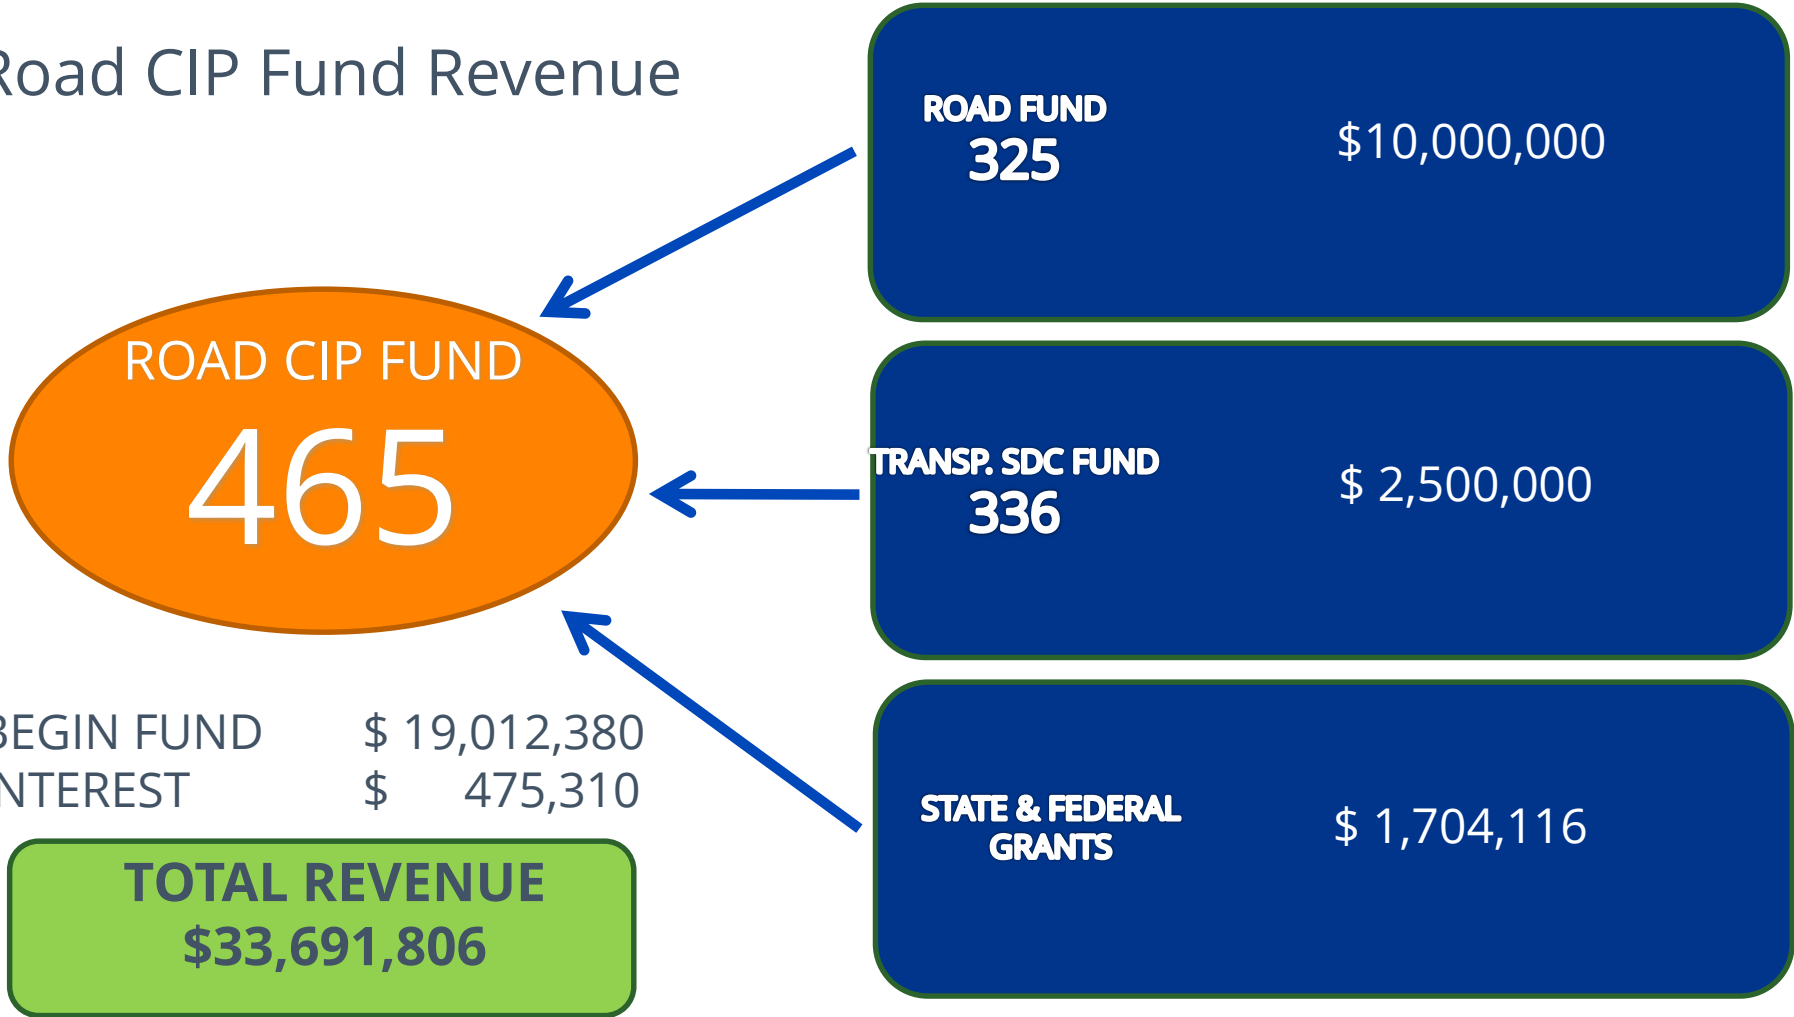 Road CIP Fund Revenue
ROAD FUND
325
$10,000,000
ROAD CIP FUND
465
TRANSP. SDC FUND
336
$ 2,500,000
BEGIN FUND $ 19,012,380
INTEREST $ 475,310
STATE & FEDERAL
GRANTS
$ 1,704,116
TOTAL REVENUE
$33,691,806